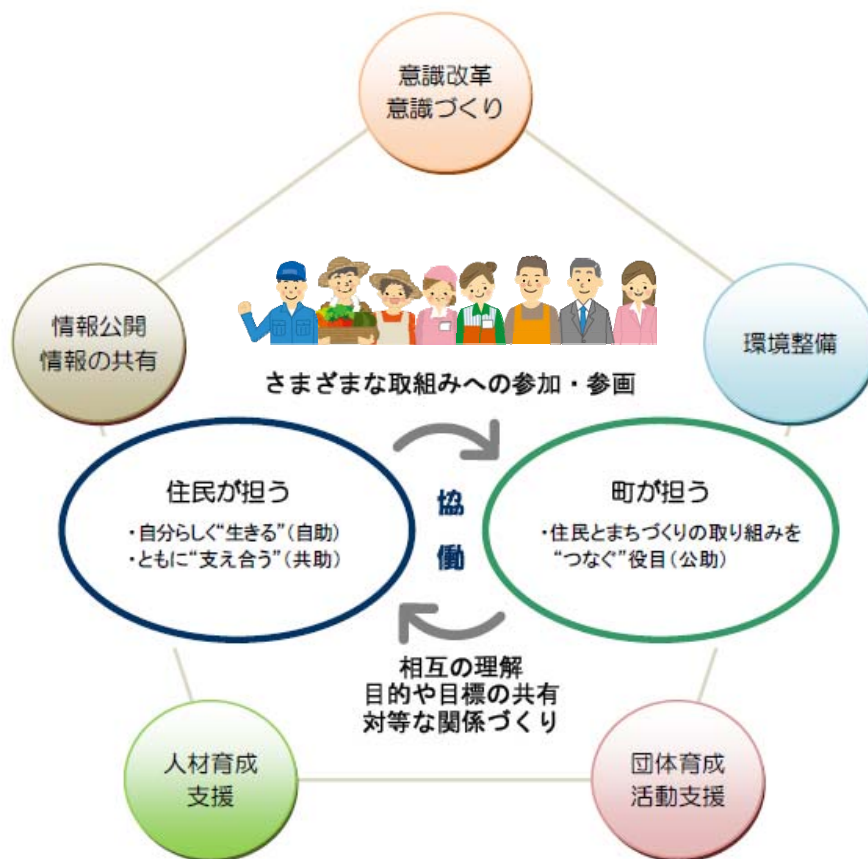 意識改革
意識づくり
情報公開
情報の共有
環境整備
さまざまな取組みへの参加・参画
住民が担う
・自分らしく“生きる”(自助)
・ともに“支え合う”(共助)
協
働
町が担う
・住民とまちづくりの取り組みを
“つなぐ”役目(公助)
相互の理解
目的や目標の共有
対等な関係づくり
人材育成
支援
団体育成
活動支援